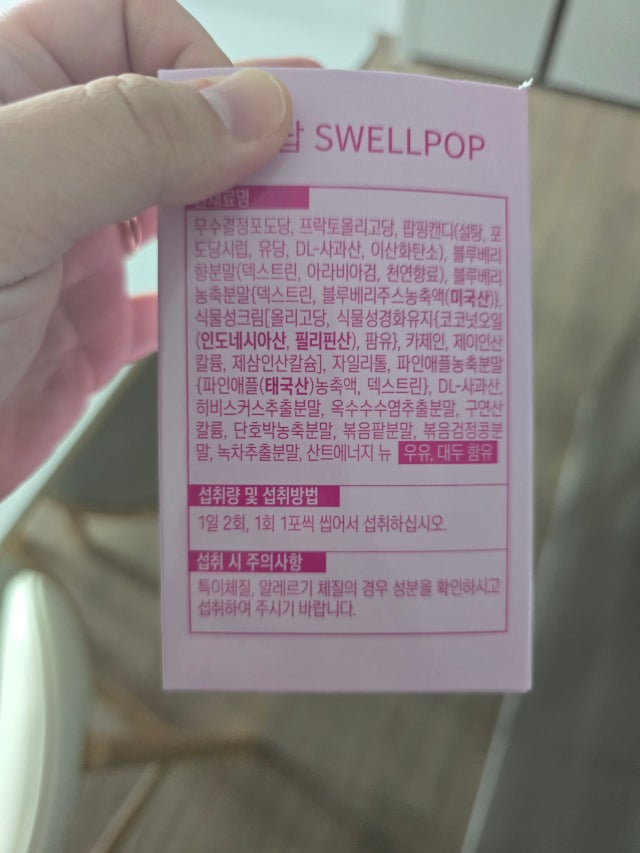 팝 SWELLPOP
원재료명
무수결정포도당, 프락토올리고당, 팝핑캔디(설탕, 포
도당시럽, 유당, DL-사과산, 이산화탄소), 블루베리
향분말(덱스트린, 아라비아검, 천연향료), 블루베리
농축분말{덱스트린, 블루베리주스농축액(미국산)},
식물성크림[올리고당, 식물성경화유지{코코넛오일
(인도네시아산, 필리핀산), 팜유}, 카제인, 제이인산
칼륨, 제삼인산칼슘], 자일리톨, 파인애플농축분말
{파인애플(태국산)농축액, 덱스트린}, DL-사과산,
히비스커스추출분말, 옥수수수염추출분말, 구연산
칼륨, 단호박농축분말, 볶음팥분말, 볶음검정콩분
말, 녹차추출분말, 산트에너지 뉴 우유, 대두 함유
섭취량 및 섭취방법
1일 2회, 1회 1포씩 씹어서 섭취하십시오.
섭취 시 주의사항
특이체질, 알레르기 체질의 경우 성분을 확인하시고
섭취하여 주시기 바랍니다.